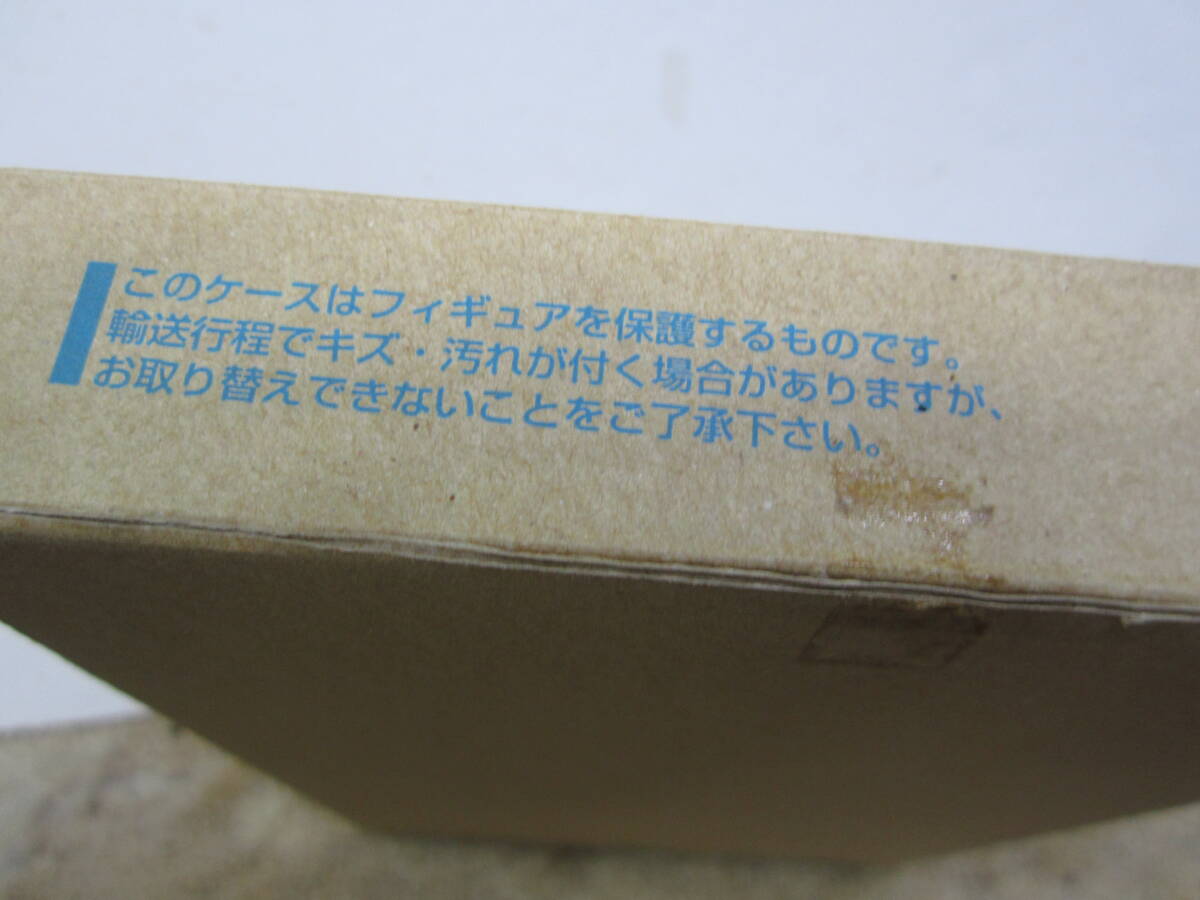 このケースはフィギュアを保護するものです。
輸送行程でキズ・汚れが付く場合がありますが、
お取り替えできないことをご了承下さい。